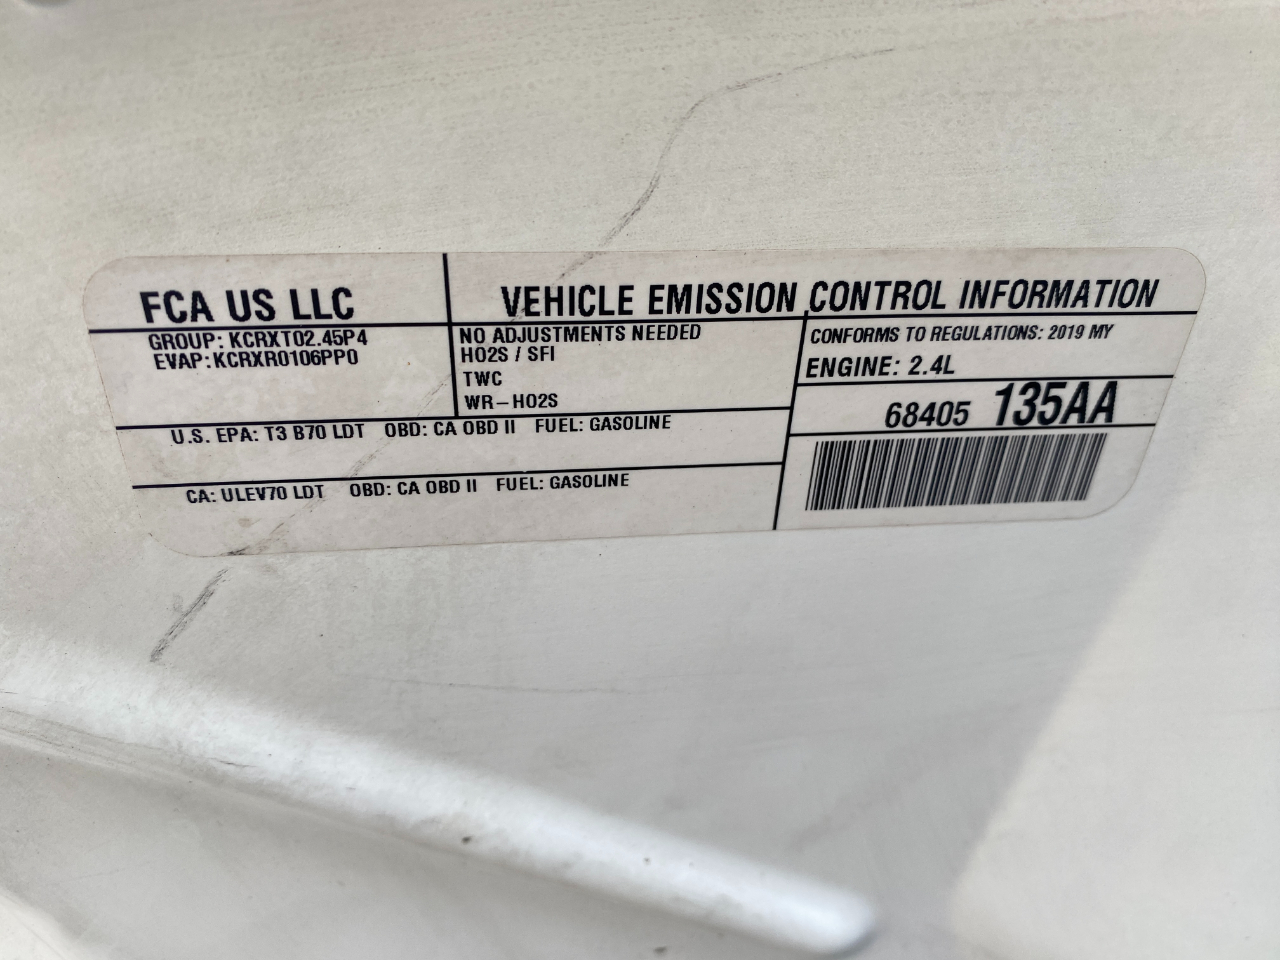 FCA US LLC
VEHICLE EMISSION CONTROL INFORMATION
GROUP: KCRXT02.45P4
EVAP: KCRXR0106PP0
NO ADJUSTMENTS NEEDED
HO2S / SFI
TWC
WR-HO2S
CONFORMS TO REGULATIONS: 2019 MY
ENGINE: 2.4L
68405 135AA
U.S. EPA: T3 B70 LDT OBD: CA OBD II FUEL: GASOLINE
CA: ULEV70 LDT OBD: CA OBD II FUEL: GASOLINE